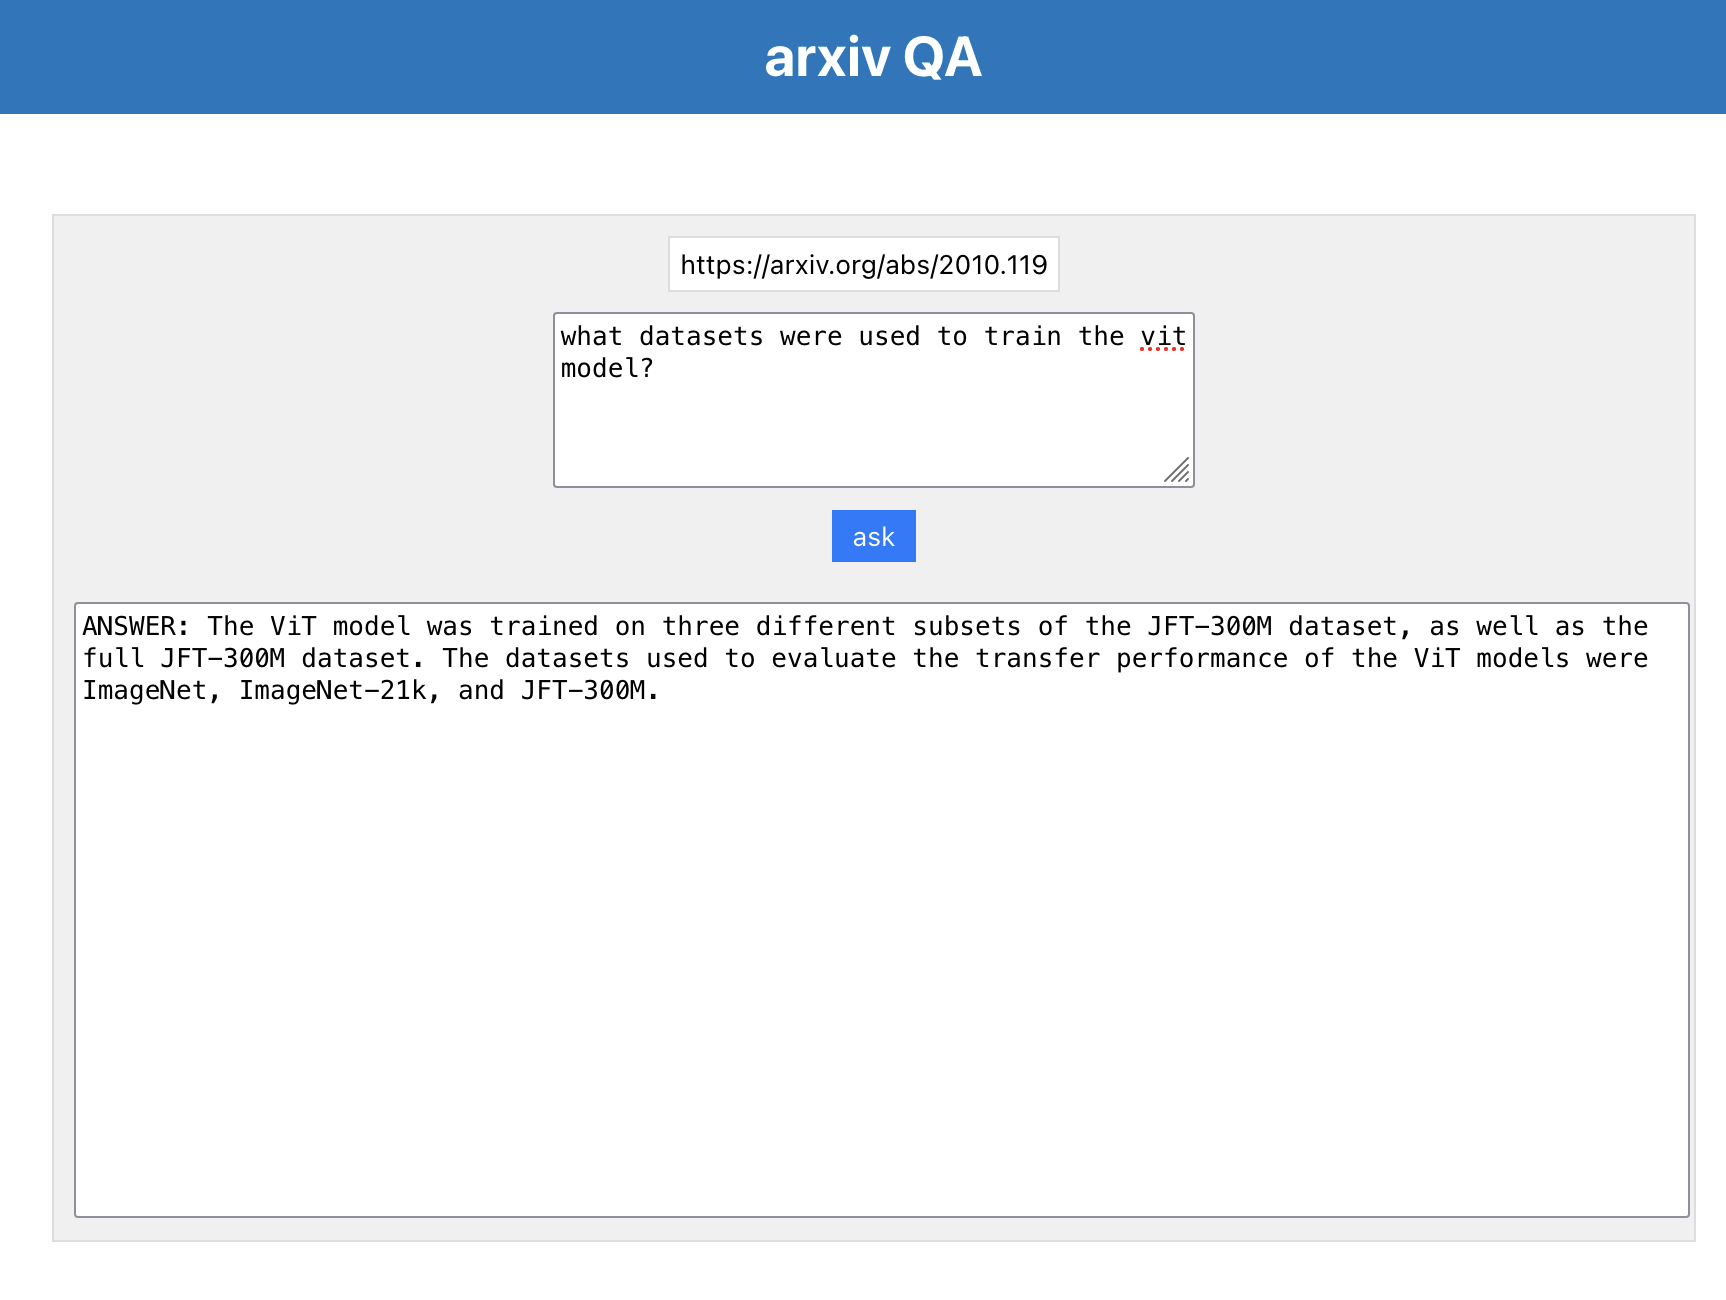 arxiv QA
https://arxiv.org/abs/2010.119
what datasets were used to train the vit
model?
ask
ANSWER: The ViT model was trained on three different subsets of the JFT-300M dataset, as well as the
full JFT-300M dataset. The datasets used to evaluate the transfer performance of the ViT models were
ImageNet, ImageNet-21k, and JFT-300M.